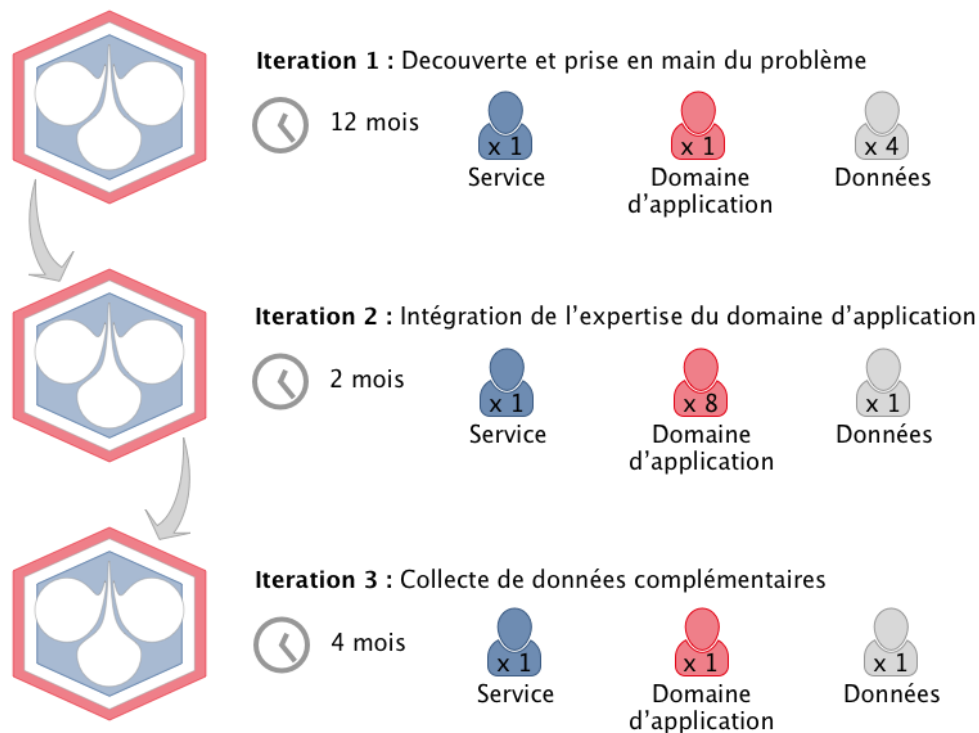 Iteration 1 : Decouverte et prise en main du problème
12 mois
x 1
x 1
x 4
Service
Domaine
d'application
Données
Iteration 2 : Intégration de l'expertise du domaine d'application
2 mois
x 1
x 8
x 1
Service
Domaine
d'application
Données
Iteration 3 : Collecte de données complémentaires
4 mois
x 1
x 1
x 1
Service
Domaine
d'application
Données